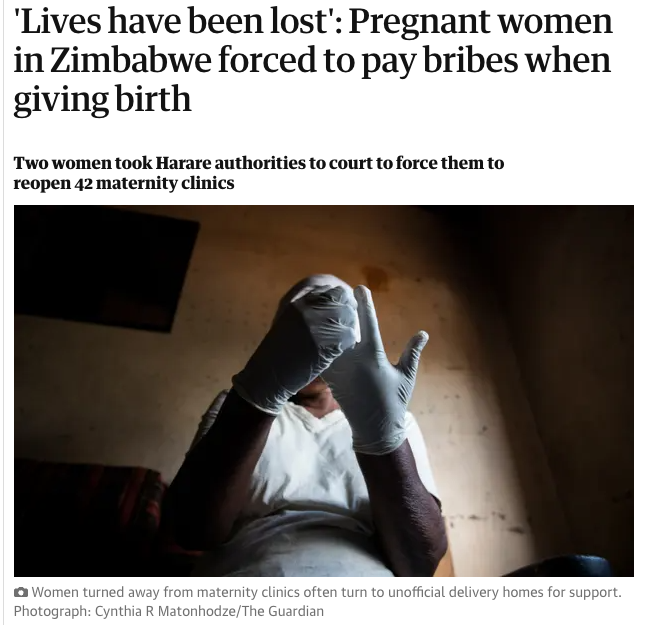 'Lives have been lost': Pregnant women
in Zimbabwe forced to pay bribes when
giving birth
Two women took Harare authorities to court to force them to
reopen 42 maternity clinics
Women turned away from maternity clinics often turn to unofficial delivery homes for support.
Photograph: Cynthia R Matonhodze/The Guardian